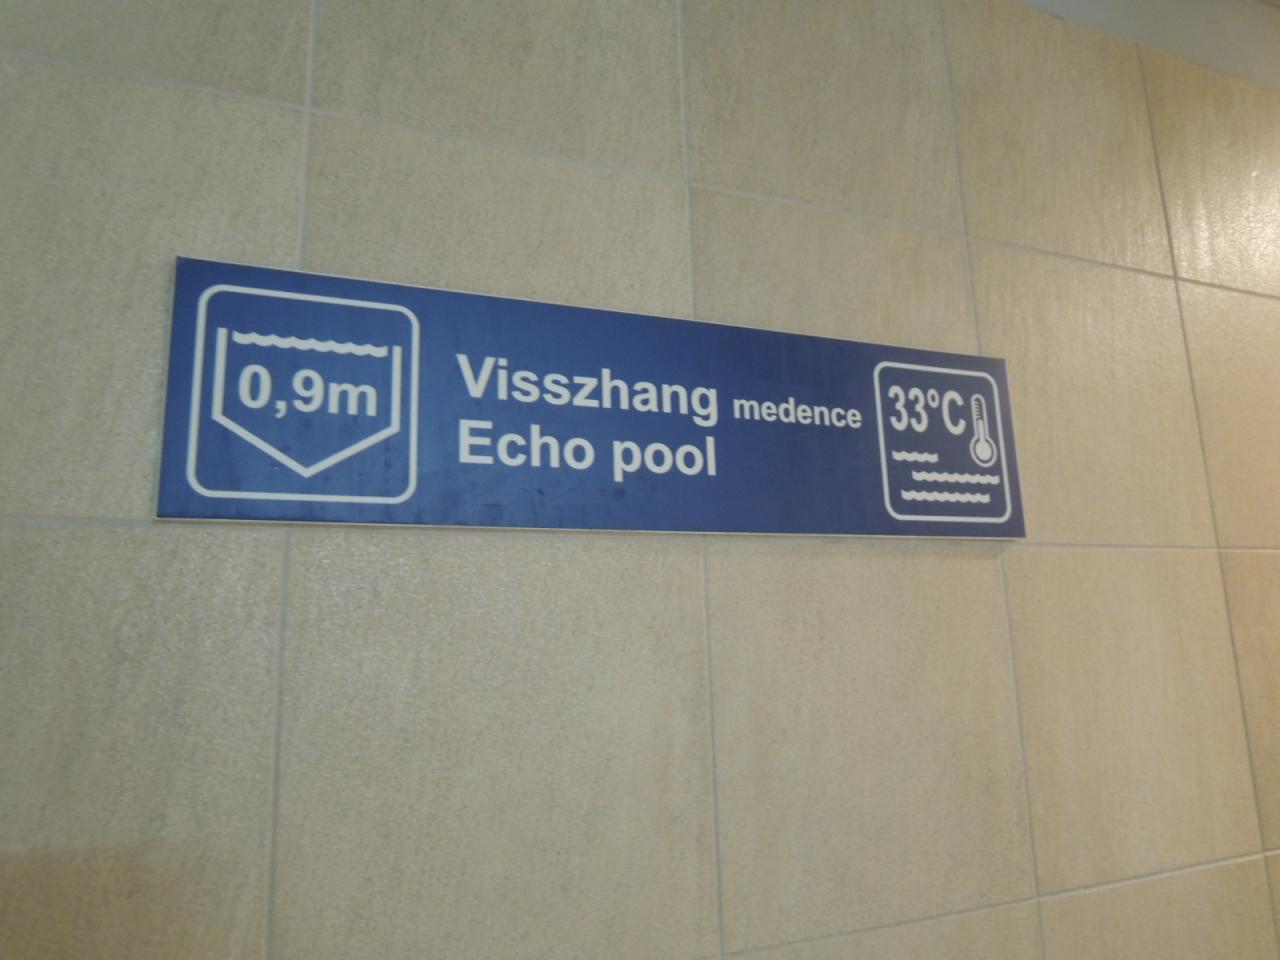 0,9m
Visszhang medence
Echo pool
33°C